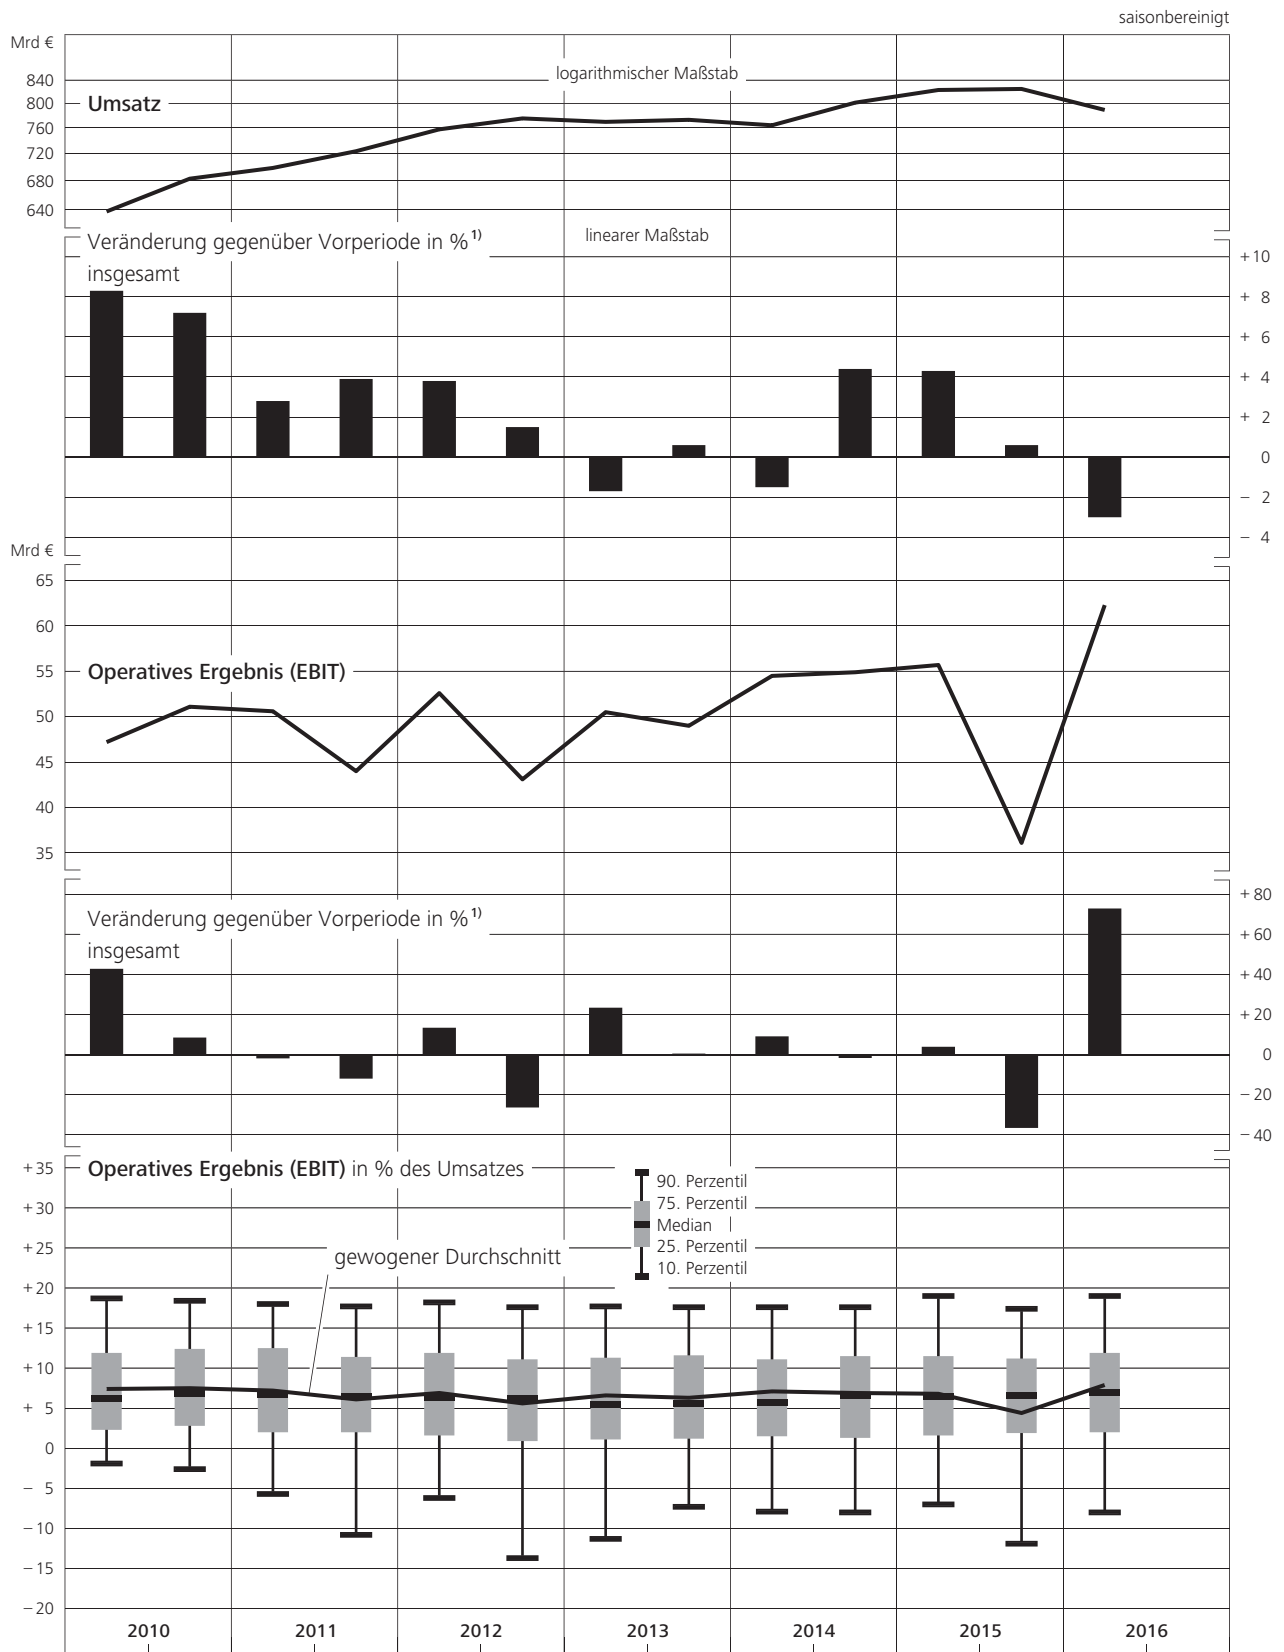 saisonbereinigt
Mrd €
logarithmischer Maßstab
840
800
Umsatz
760
720
680
640
Veränderung gegenüber Vorperiode in % 1)
linearer Maßstab
insgesamt
+ 10
+ 8
+ 6
+ 4
+ 2
0
− 2
− 4
Mrd €
65
60
55
Operatives Ergebnis (EBIT)
50
45
40
35
Veränderung gegenüber Vorperiode in % 1)
insgesamt
+ 80
+ 60
+ 40
+ 20
0
− 20
− 40
+ 35
Operatives Ergebnis (EBIT) in % des Umsatzes
90. Perzentil
75. Perzentil
Median
25. Perzentil
10. Perzentil
+ 30
+ 25
gewogener Durchschnitt
+ 20
+ 15
+ 10
+ 5
0
− 5
− 10
− 15
− 20
2010 2011 2012 2013 2014 2015 2016